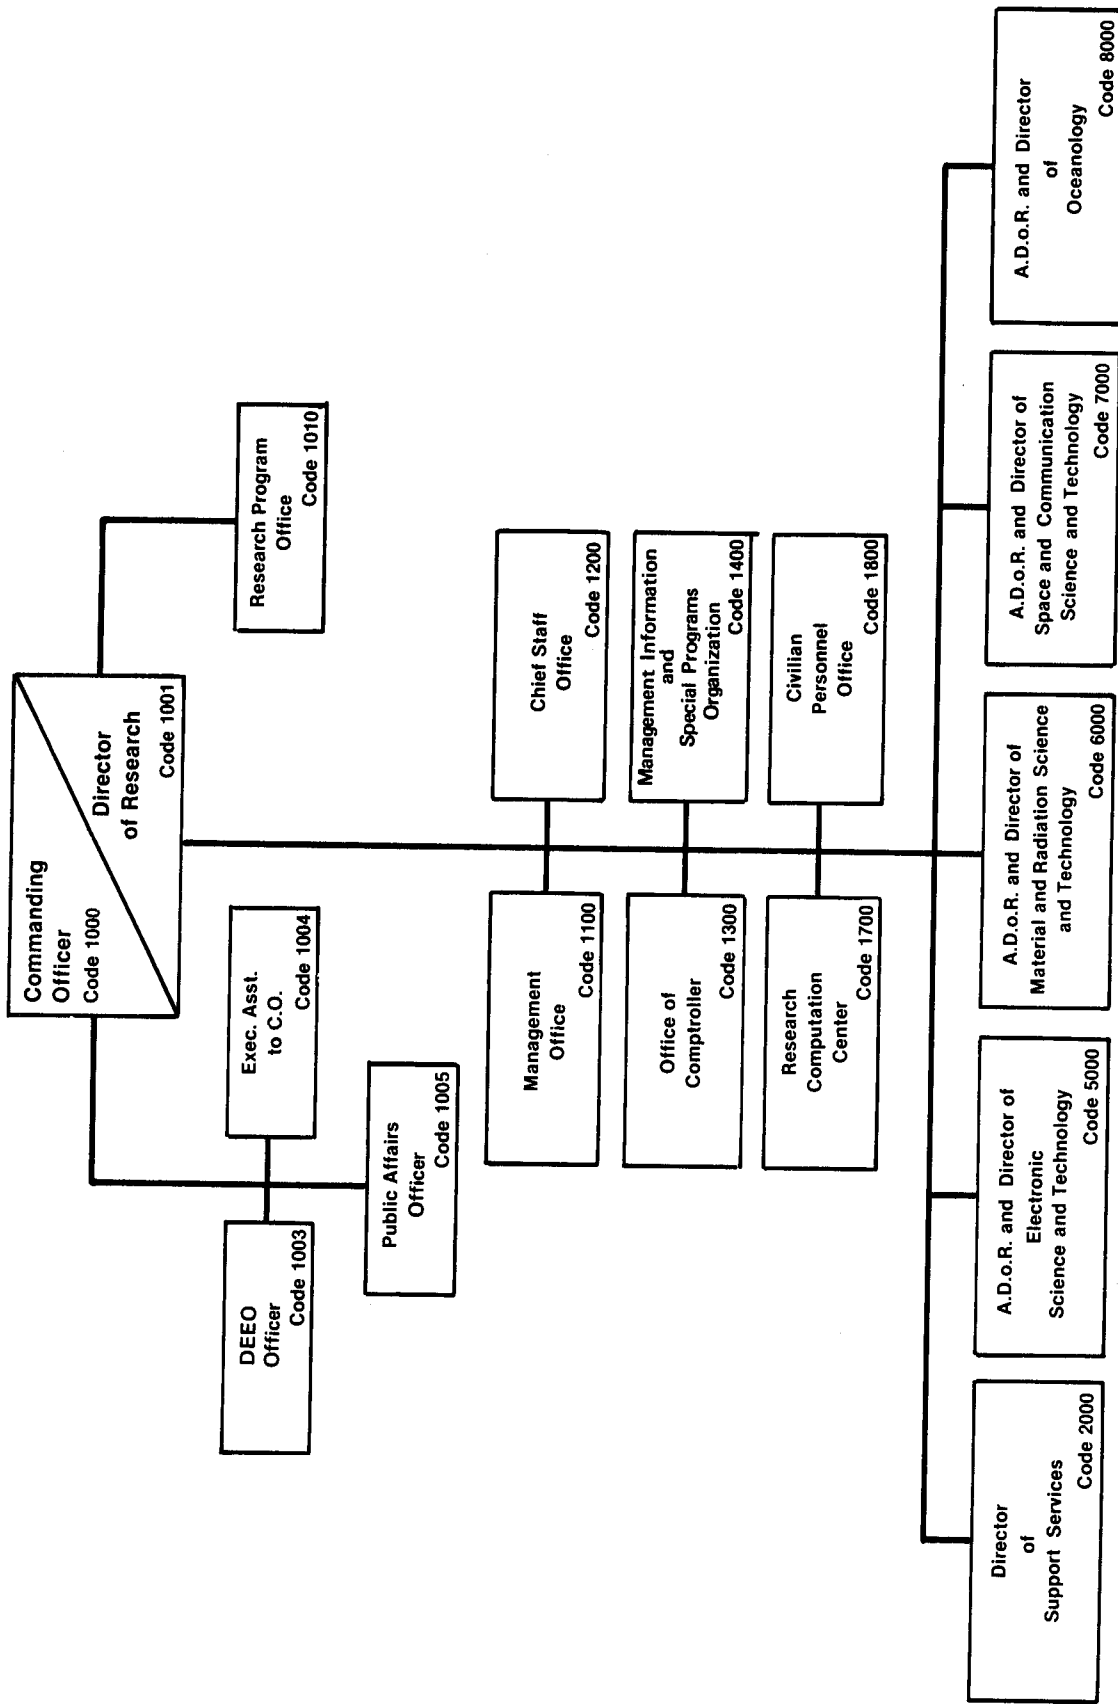 Commanding
Officer
Code 1000
Director
of Research
Code 1001
Research Program
Office
Code 1010
DEEO
Officer
Code 1003
Exec. Asst.
to C.O.
Code 1004
Public Affairs
Officer
Code 1005
Management
Office
Code 1100
Chief Staff
Office
Code 1200
Office of
Comptroller
Code 1300
Management Information
and
Special Programs
Organization
Code 1400
Research
Computation
Center
Code 1700
Civilian
Personnel
Office
Code 1800
Director
of
Support Services
Code 2000
A.D.o.R. and Director of
Electronic
Science and Technology
Code 5000
A.D.o.R. and Director of
Material and Radiation Science
and Technology
Code 6000
A.D.o.R. and Director of
Space and Communication
Science and Technology
Code 7000
A.D.o.R. and Director
of
Oceanology
Code 8000